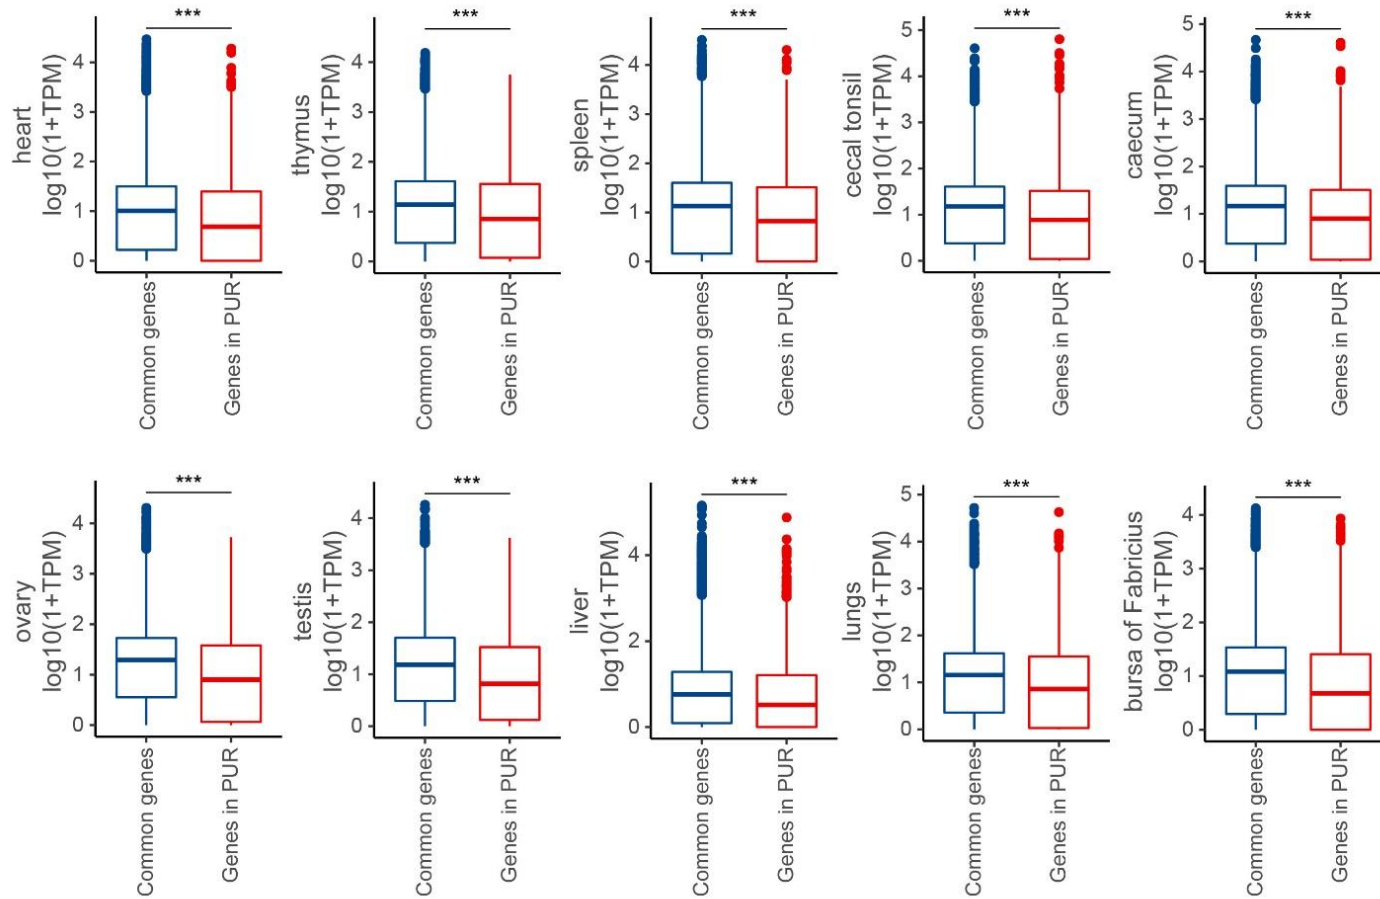 ***
heart
log10(1+TPM)
4
3
2
1
0
Common genes
Genes in PUR
***
thymus
log10(1+TPM)
4
3
2
1
0
Common genes
Genes in PUR
***
spleen
log10(1+TPM)
4
3
2
1
0
Common genes
Genes in PUR
***
cecal tonsil
log10(1+TPM)
5
4
3
2
1
0
Common genes
Genes in PUR
***
caecum
log10(1+TPM)
5
4
3
2
1
0
Common genes
Genes in PUR
***
ovary
log10(1+TPM)
4
3
2
1
0
Common genes
Genes in PUR
***
testis
log10(1+TPM)
4
3
2
1
0
Common genes
Genes in PUR
***
liver
log10(1+TPM)
4
2
0
Common genes
Genes in PUR
***
lungs
log10(1+TPM)
5
4
3
2
1
0
Common genes
Genes in PUR
***
bursa of Fabricius
log10(1+TPM)
4
3
2
1
0
Common genes
Genes in PUR